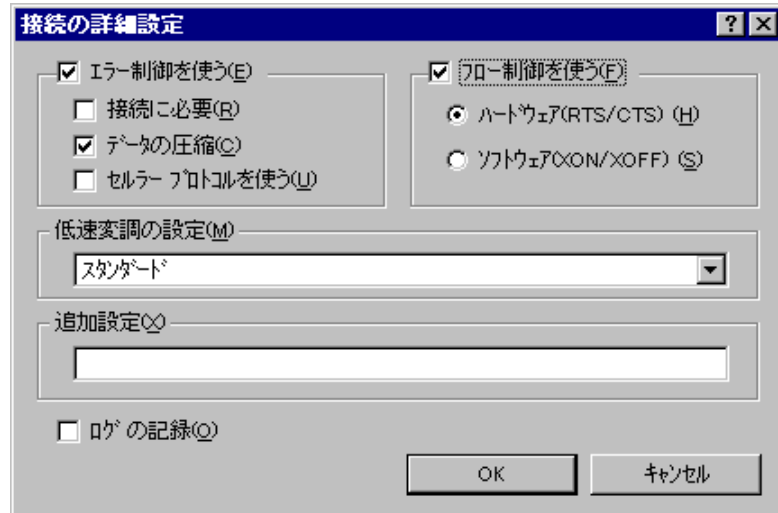 接続の詳細設定
ｴﾗｰ制御を使う(E)
接続に必要(R)
ﾃﾞｰﾀの圧縮(C)
ｾﾙﾗｰ ﾌﾟﾛﾄｺﾙを使う(U)
ﾌﾛｰ制御を使う(F)
ﾊｰﾄﾞｳｪｱ(RTS/CTS) (H)
ｿﾌﾄｳｪｱ(XON/XOFF) (S)
低速変調の設定(M)
ｽﾀﾝﾀﾞｰﾄﾞ
追加設定(X)
ﾛｸﾞの記録(O)
OK
ｷｬﾝｾﾙ